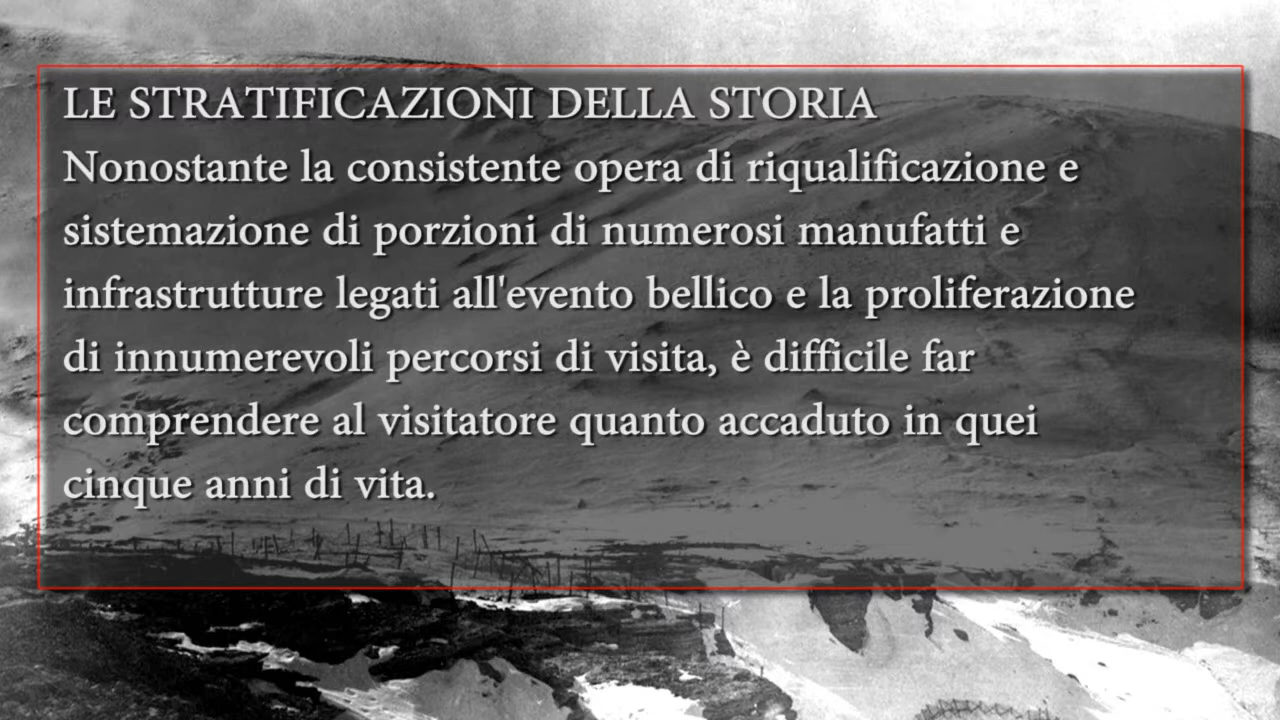 LE STRATIFICAZIONI DELLA STORIA
Nonostante la consistente opera di riqualificazione e
sistemazione di porzioni di numerosi manufatti e
infrastrutture legati all'evento bellico e la proliferazione
di innumerevoli percorsi di visita, è difficile far
comprendere al visitatore quanto accaduto in quei
cinque anni di vita.